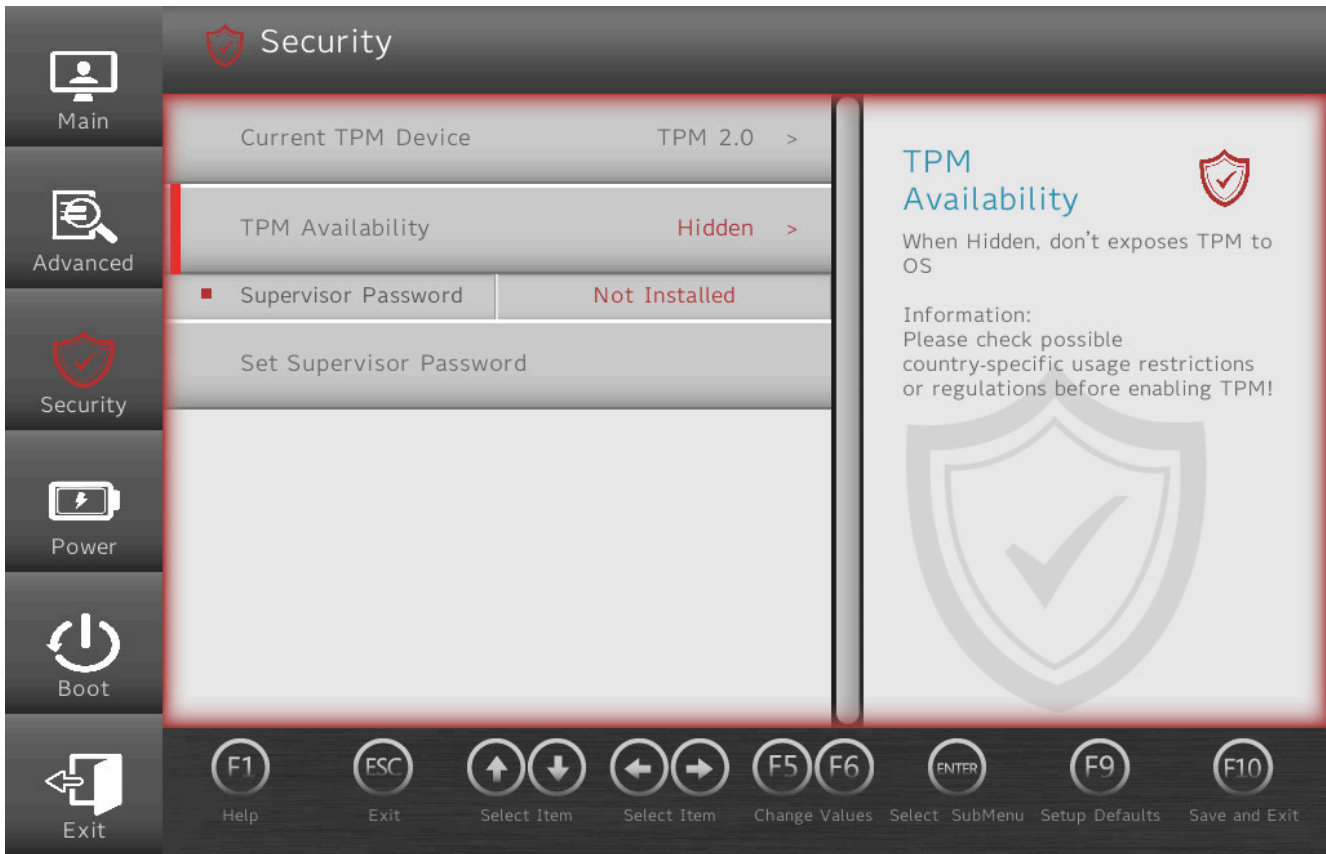 Security
Main
Advanced
Security
Power
Boot
Exit
Current TPM Device TPM 2.0 >
TPM Availability Hidden >
Supervisor Password Not Installed
Set Supervisor Password
TPM
Availability
When Hidden, don't exposes TPM to
OS
Information:
Please check possible
country-specific usage restrictions
or regulations before enabling TPM!
F1 ESC F5 F6 ENTER F9 F10
Help Exit Select Item Select Item Change Values Select SubMenu Setup Defaults Save and Exit